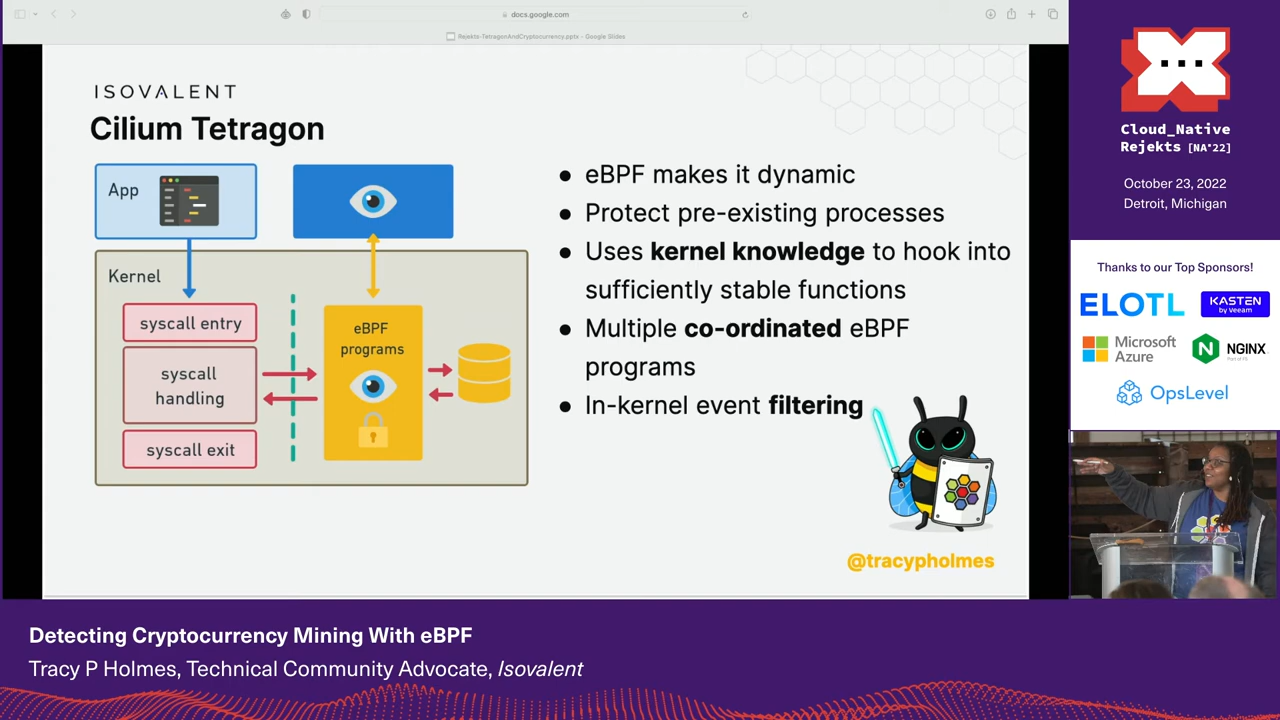 docs.google.com
Rejekts-TetragonAndCryptocurrency.pptx - Google Slides
ISOVALENT
Cilium Tetragon
App
Kernel
syscall entry
syscall
handling
syscall exit
eBPF
programs
● eBPF makes it dynamic
● Protect pre-existing processes
● Uses kernel knowledge to hook into
sufficiently stable functions
● Multiple co-ordinated eBPF
programs
● In-kernel event filtering
@tracypholmes
Cloud_Native
Rejekts [NA'22]
October 23, 2022
Detroit, Michigan
Thanks to our Top Sponsors!
ELOTL
KASTEN
by Veeam
Microsoft
Azure
NGINX
Part of F5
OpsLevel
Detecting Cryptocurrency Mining With eBPF
Tracy P Holmes, Technical Community Advocate, Isovalent